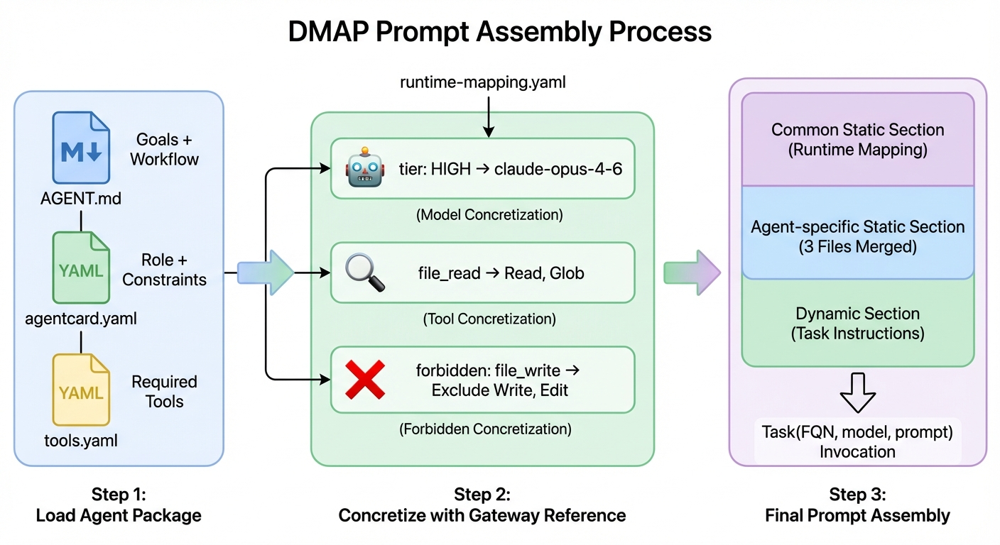 DMAP Prompt Assembly Process
M↓
Goals +
Workflow
AGENT.md
YAML
Role +
Constraints
agentcard.yaml
YAML
Required
Tools
tools.yaml
Step 1:
Load Agent Package
runtime-mapping.yaml
tier: HIGH → claude-opus-4-6
(Model Concretization)
file_read → Read, Glob
(Tool Concretization)
forbidden: file_write →
Exclude Write, Edit
(Forbidden Concretization)
Step 2:
Concretize with Gateway Reference
Common Static Section
(Runtime Mapping)
Agent-specific Static Section
(3 Files Merged)
Dynamic Section
(Task Instructions)
Task(FQN, model, prompt)
Invocation
Step 3:
Final Prompt Assembly